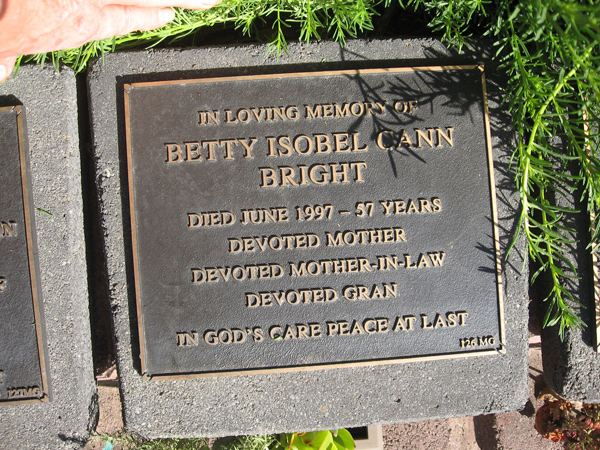 IN LOVING MEMORY OF
BETTY ISOBEL CANN
BRIGHT
DIED JUNE 1997 – 57 YEARS
DEVOTED MOTHER
DEVOTED MOTHER-IN-LAW
DEVOTED GRAN
IN GOD'S CARE PEACE AT LAST
126 MG